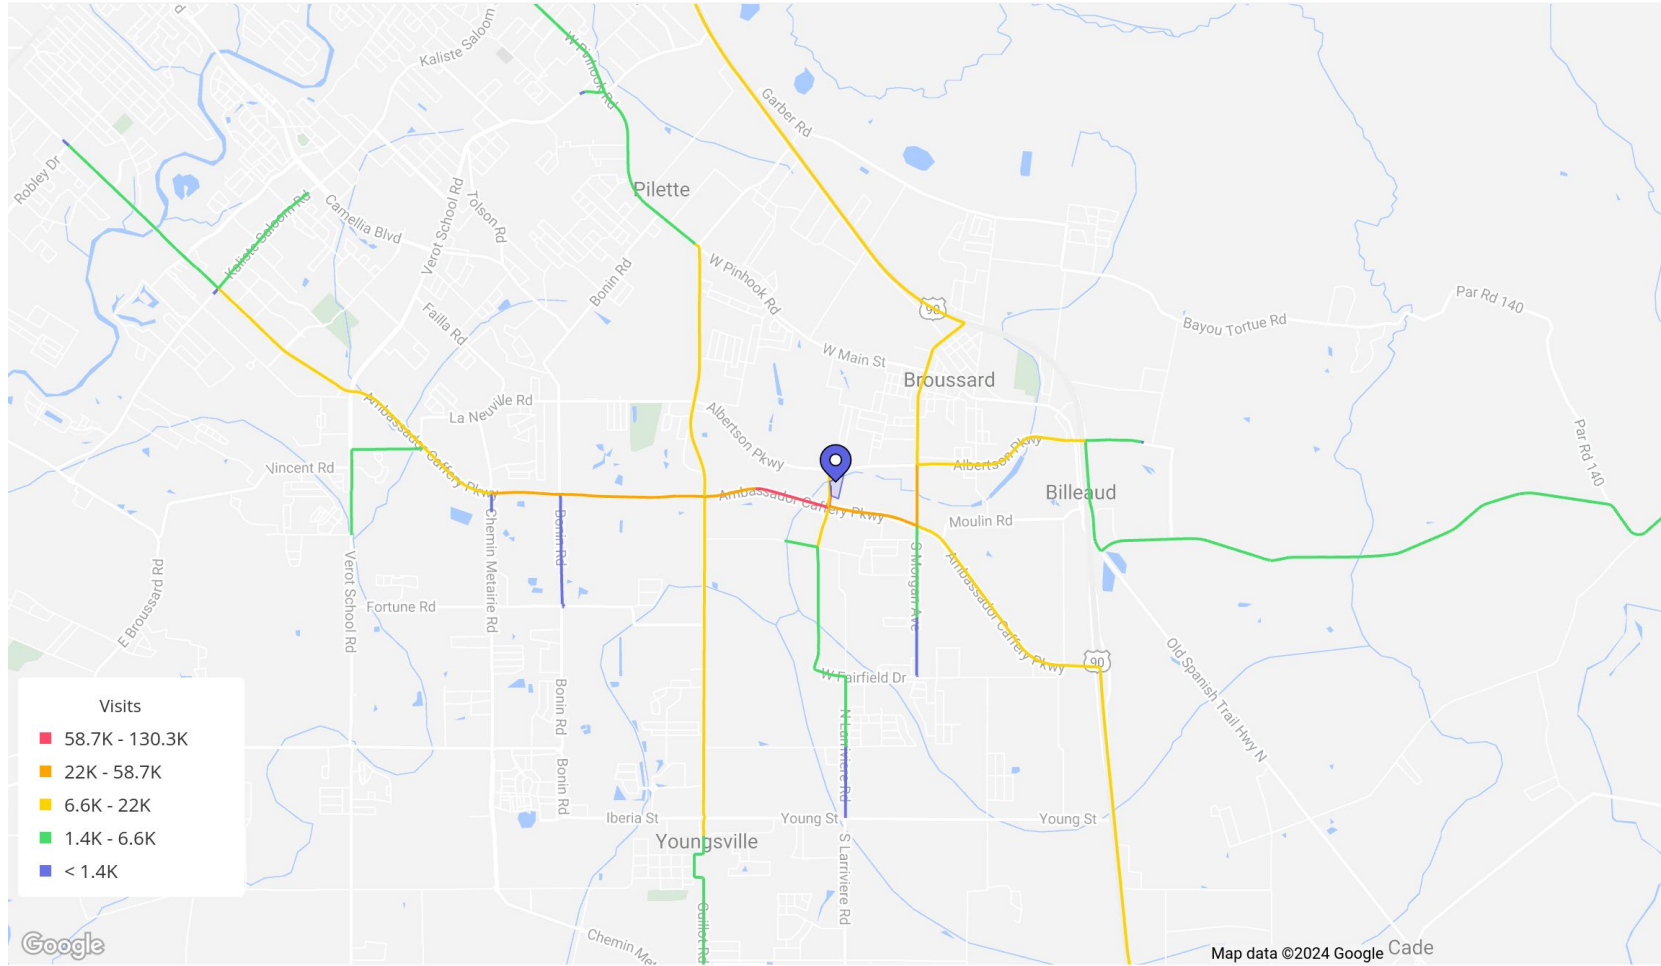 d
Kaliste Saloom
W Pinhook Rd
Garber Rd
Robley Dr
Pilette
Verot School Rd
Tolson Rd
Camellia Blvd
Kaliste Saloom Rd
Bonin Rd
W Pinhook Rd
Failla Rd
90
Par Rd 140
Bayou Tortue Rd
W Main St
Broussard
Ambassador Caffery Pkwy
La Neuville Rd
Albertson Pkwy
Albertson Pkwy
Par Rd 140
Vincent Rd
Ambassador Caffery Pkwy
Billeaud
Moulin Rd
Chemin Metairie Rd
Bonin Rd
S Morgan Ave
Ambassador Caffery Pkwy
Verot School Rd
E Broussard Rd
Fortune Rd
90
Old Spanish Trail Hwy N
W Fairfield Dr
Bonin Rd
N Larriviere Rd
Visits
58.7K - 130.3K
22K - 58.7K
6.6K - 22K
1.4K - 6.6K
< 1.4K
Bonin Rd
Iberia St
Young St
Young St
Youngsville
S Larriviere Rd
Guillot Rd
Chemin Me
Google
Map data ©2024 Google
Cade